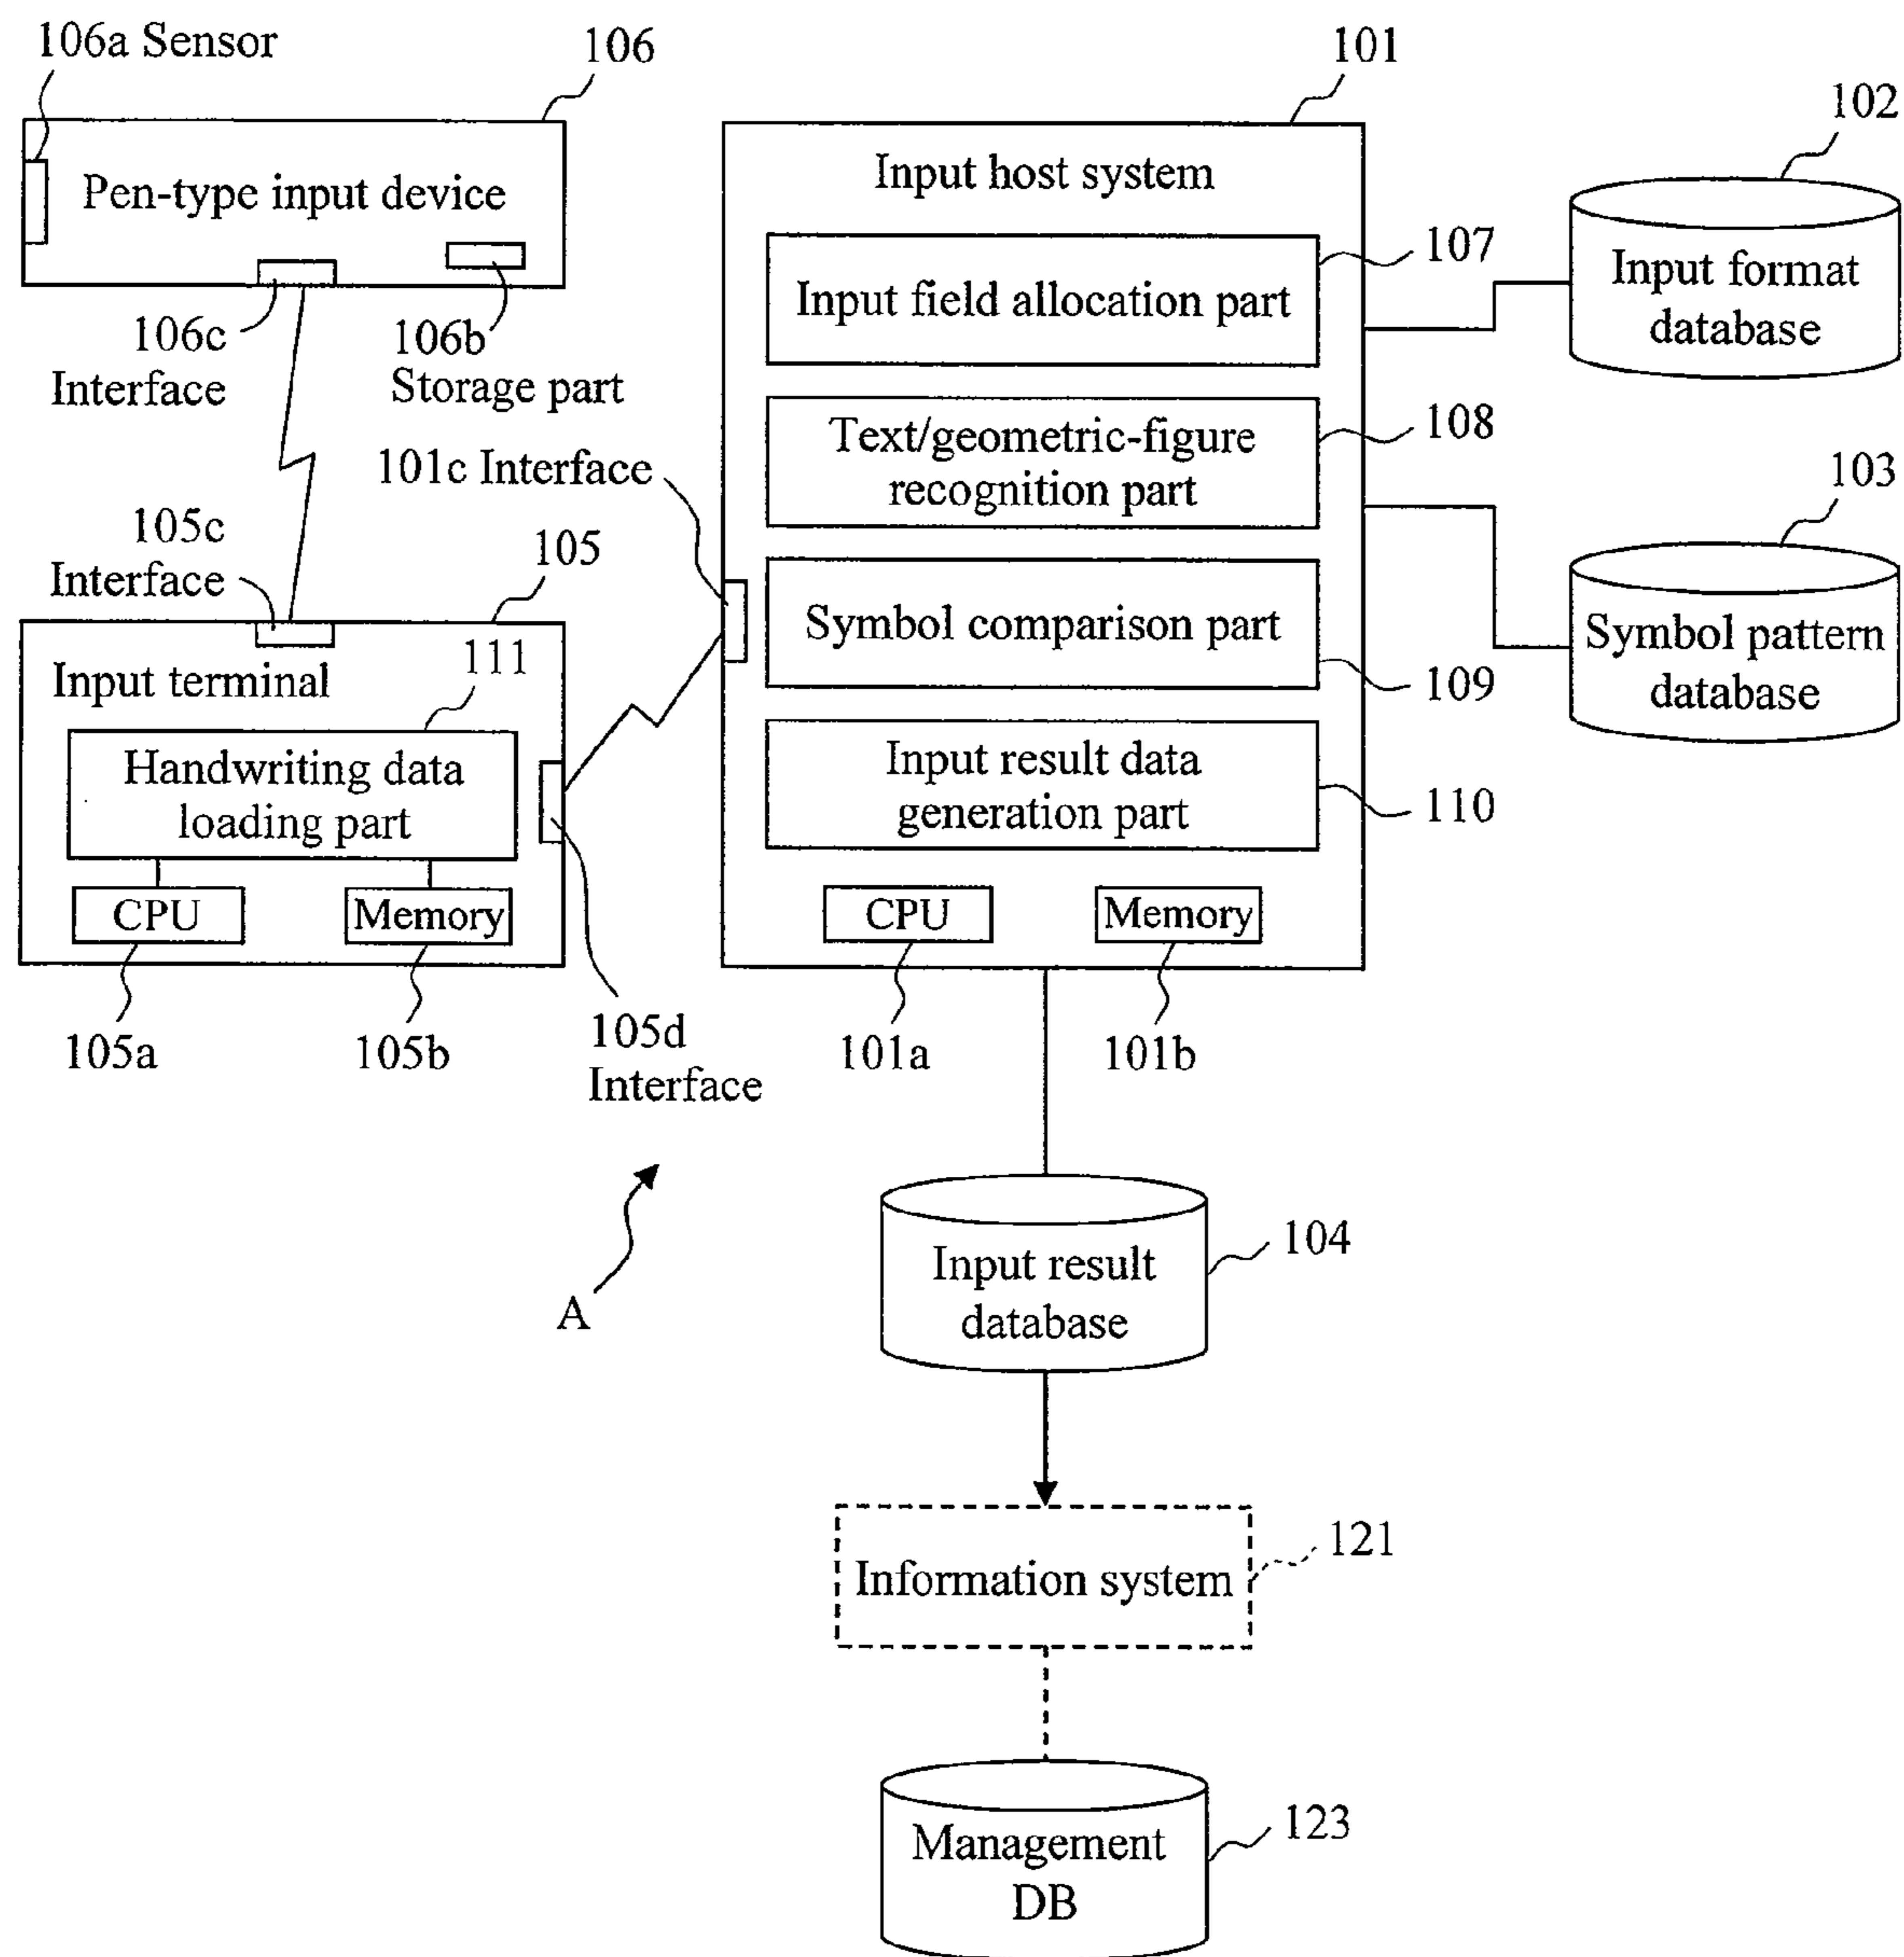 106a Sensor
106
Pen-type input device
106c
Interface
106b
Storage part
101
Input host system
Input field allocation part
107
Text/geometric-figure
recognition part
108
101c Interface
Symbol comparison part
109
Input result data
generation part
110
CPU
Memory
101a
101b
102
Input format
database
103
Symbol pattern
database
105c
Interface
105
Input terminal
111
Handwriting data
loading part
CPU
Memory
105a
105b
105d
Interface
A
Input result
database
104
Information system
121
Management
DB
123